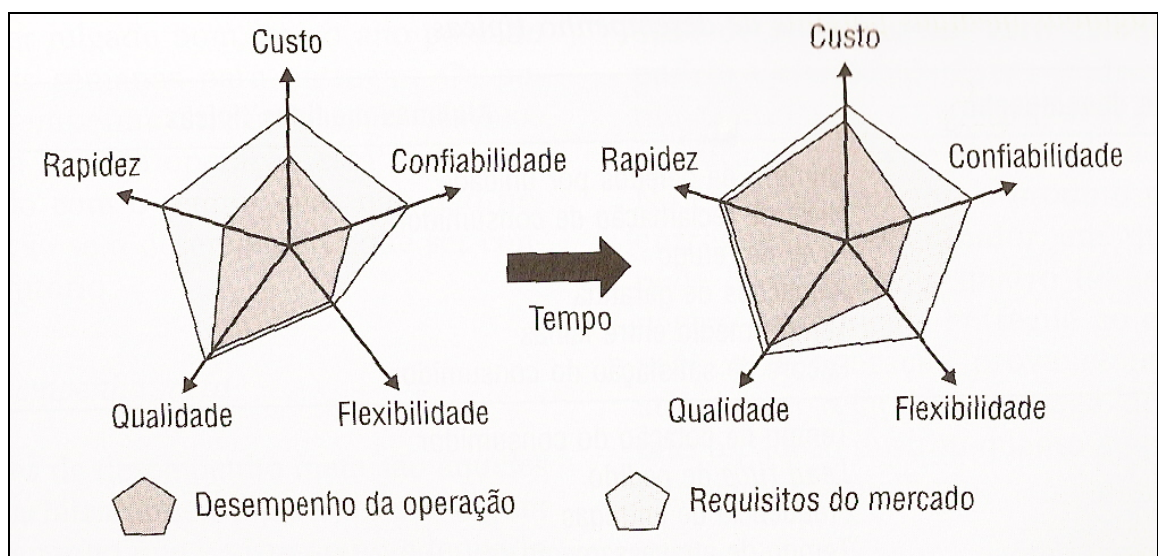 Custo
Rapidez
Confiabilidade
Qualidade
Flexibilidade
Tempo
Custo
Rapidez
Confiabilidade
Qualidade
Flexibilidade
Desempenho da operação
Requisitos do mercado